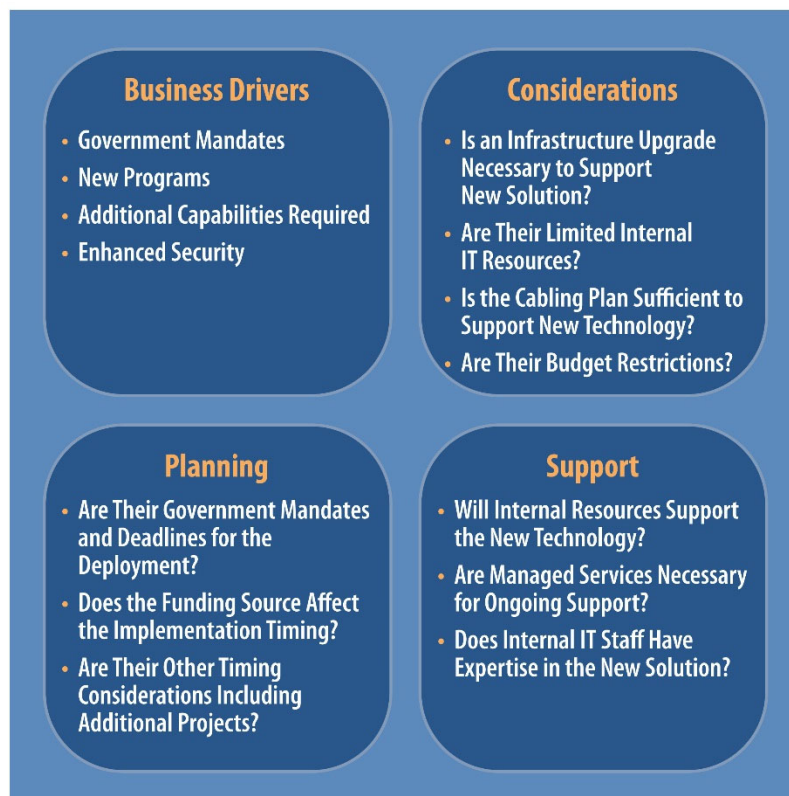 Business Drivers
• Government Mandates
• New Programs
• Additional Capabilities Required
• Enhanced Security
Considerations
• Is an Infrastructure Upgrade
Necessary to Support
New Solution?
• Are Their Limited Internal
IT Resources?
• Is the Cabling Plan Sufficient to
Support New Technology?
• Are Their Budget Restrictions?
Planning
• Are Their Government Mandates
and Deadlines for the
Deployment?
• Does the Funding Source Affect
the Implementation Timing?
• Are Their Other Timing
Considerations Including
Additional Projects?
Support
• Will Internal Resources Support
the New Technology?
• Are Managed Services Necessary
for Ongoing Support?
• Does Internal IT Staff Have
Expertise in the New Solution?